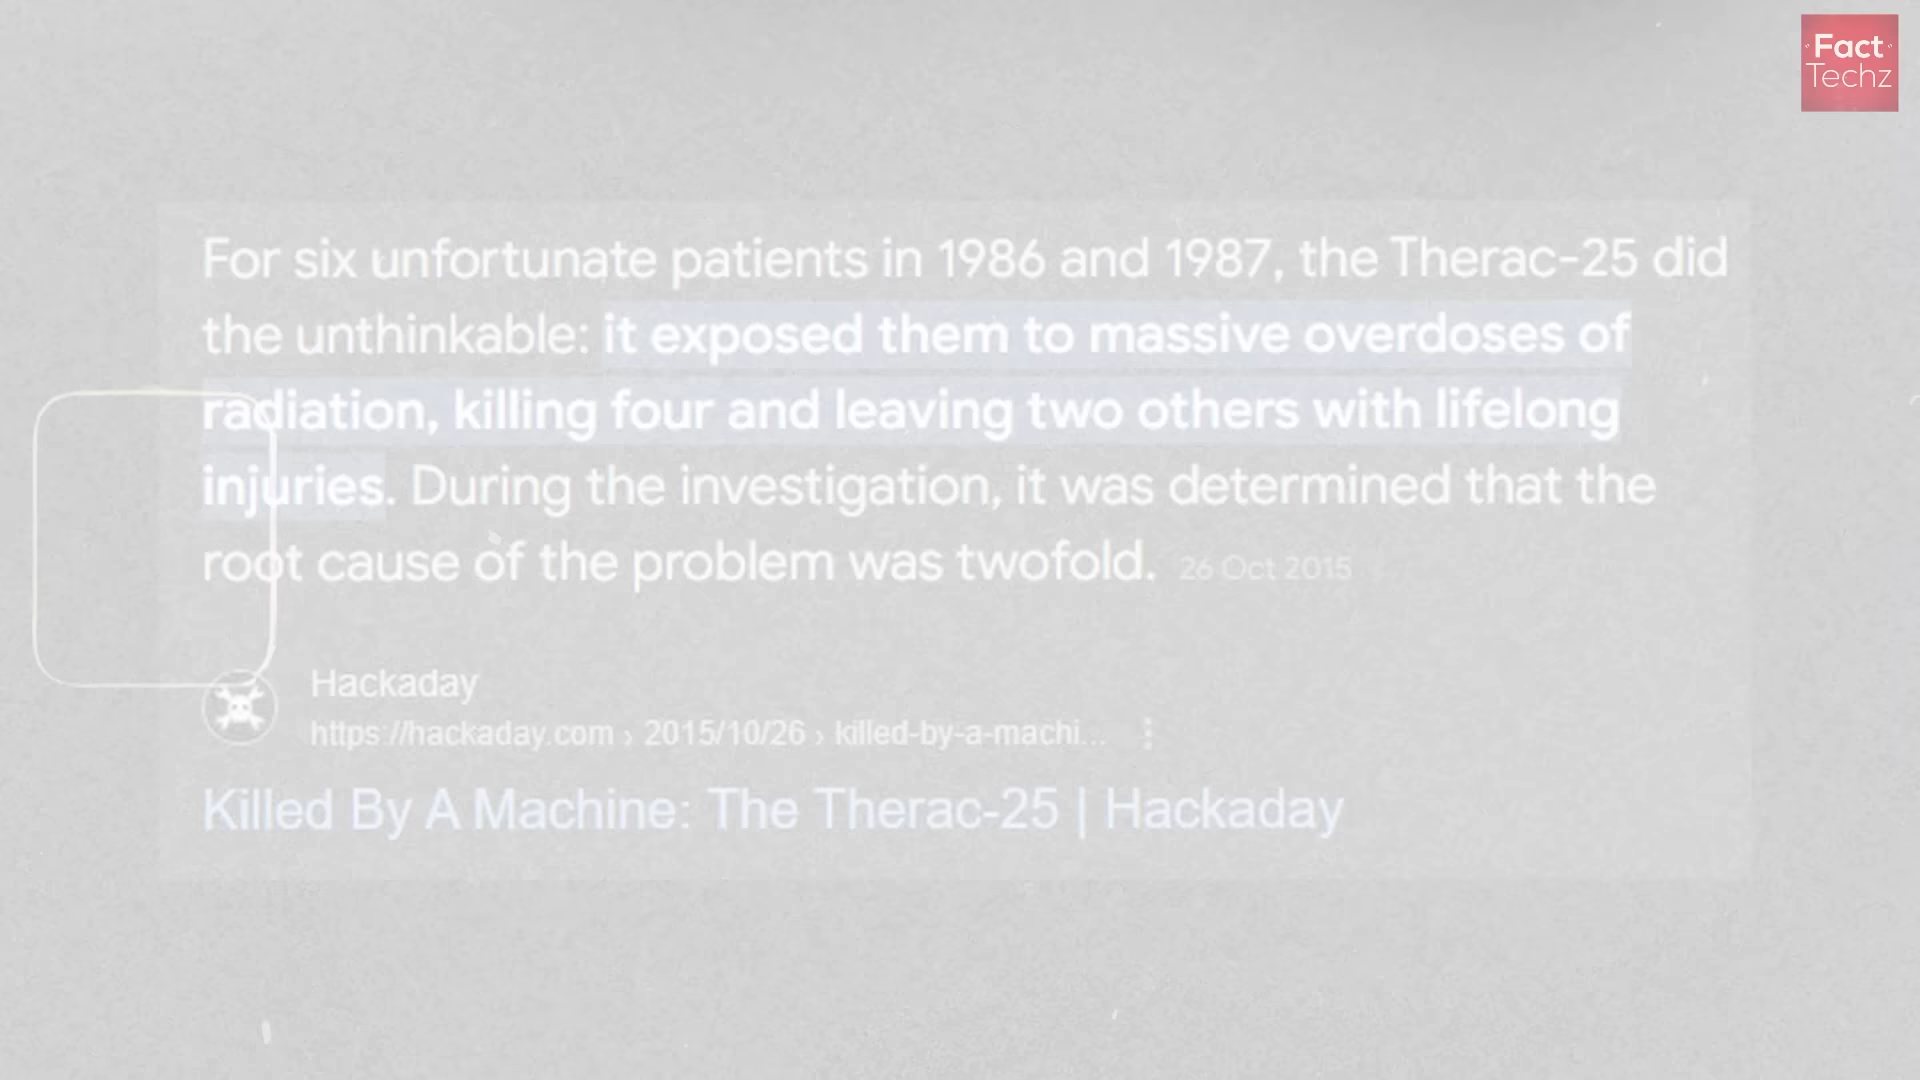 Fact
Techz
For six unfortunate patients in 1986 and 1987, the Therac-25 did
the unthinkable: it exposed them to massive overdoses of
radiation, killing four and leaving two others with lifelong
injuries. During the investigation, it was determined that the
root cause of the problem was twofold. 26 Oct 2015
Hackaday
https://hackaday.com › 2015/10/26 › killed-by-a-machi...
Killed By A Machine: The Therac-25 | Hackaday